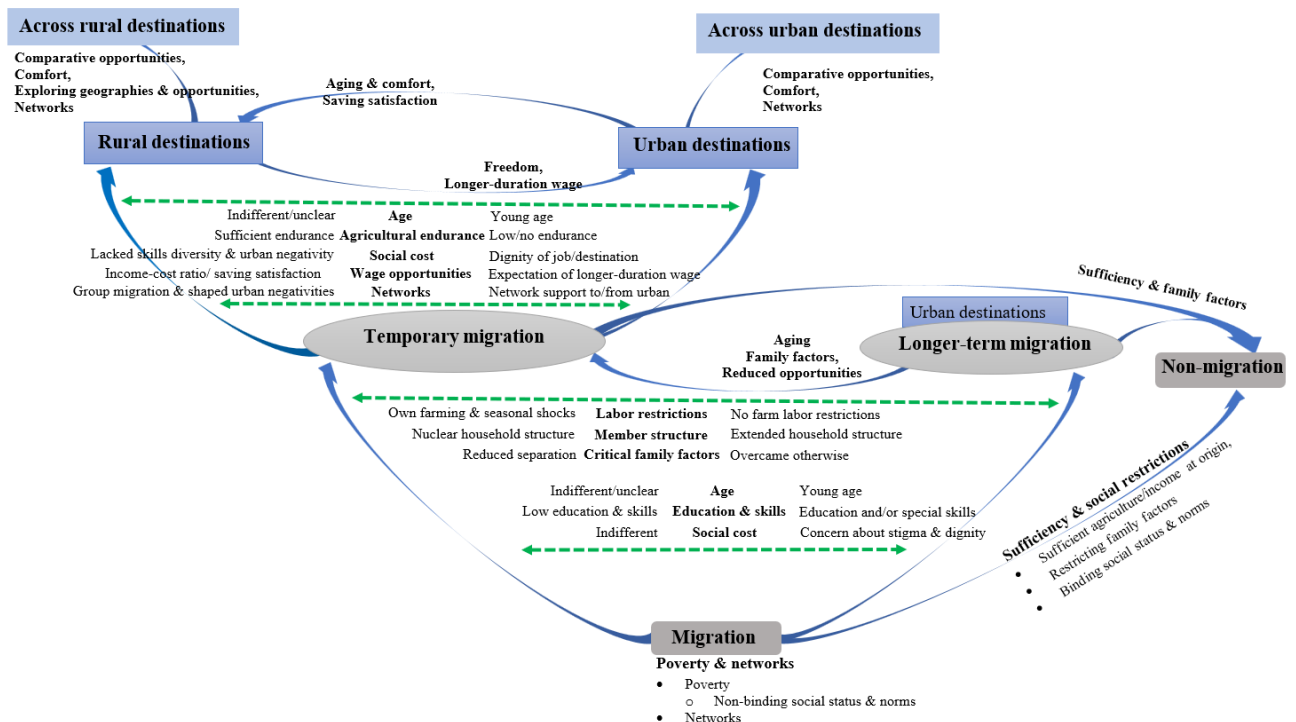 Across rural destinations
Across urban destinations
Comparative opportunities,
Comfort,
Exploring geographies & opportunities,
Networks
Aging & comfort,
Saving satisfaction
Comparative opportunities,
Comfort,
Networks
Rural destinations
Urban destinations
Freedom,
Longer-duration wage
Indifferent/unclear Age Young age
Sufficient endurance Agricultural endurance Low/no endurance
Lacked skills diversity & urban negativity Social cost Dignity of job/destination
Income-cost ratio/ saving satisfaction Wage opportunities Expectation of longer-duration wage
Group migration & shaped urban negativities Networks Network support to/from urban
Sufficiency & family factors
Temporary migration
Urban destinations
Longer-term migration
Aging
Family factors,
Reduced opportunities
Non-migration
Own farming & seasonal shocks Labor restrictions No farm labor restrictions
Nuclear household structure Member structure Extended household structure
Reduced separation Critical family factors Overcame otherwise
Indifferent/unclear Age Young age
Low education & skills Education & skills Education and/or special skills
Indifferent Social cost Concern about stigma & dignity
Sufficiency & social restrictions
• Sufficient agriculture/income at origin,
• Restricting family factors
• Binding social status & norms
Migration
Poverty & networks
• Poverty
o Non-binding social status & norms
• Networks